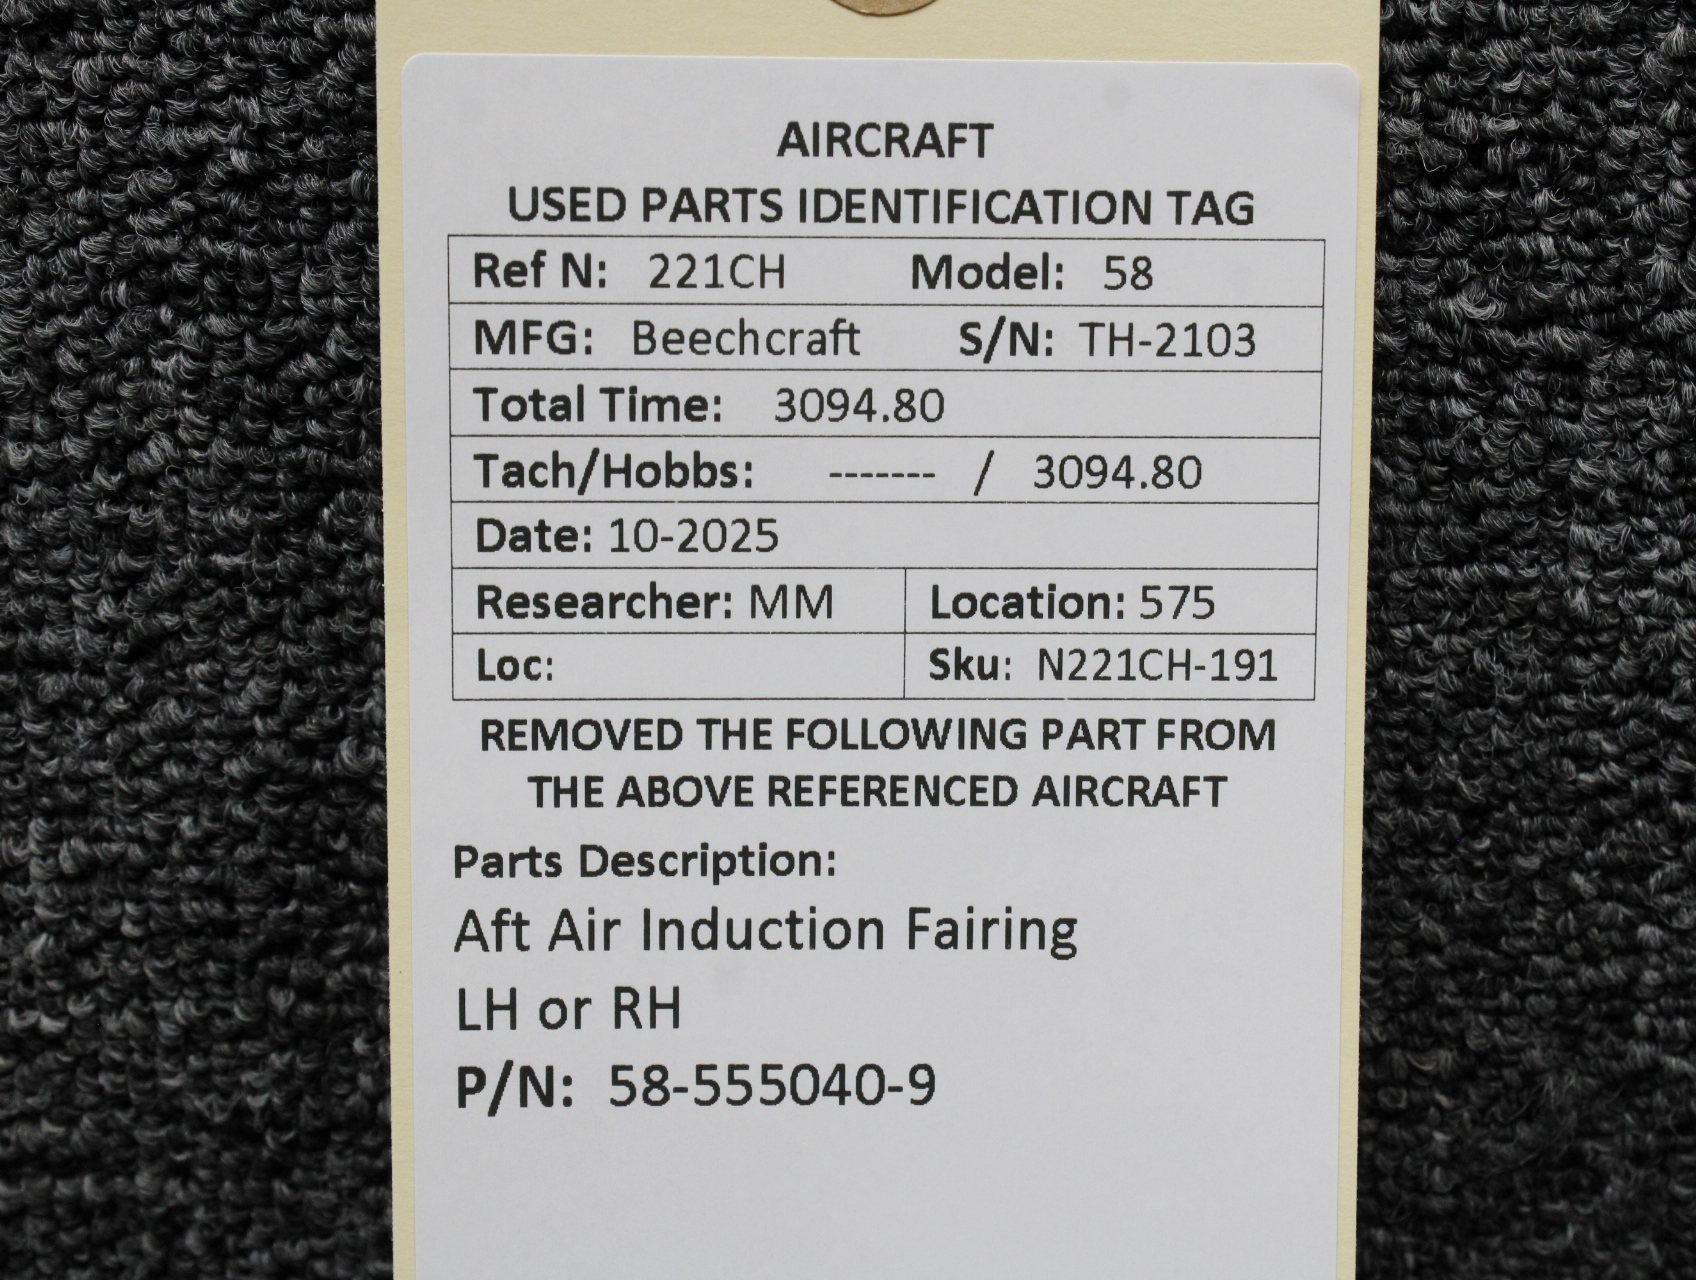 AIRCRAFT
USED PARTS IDENTIFICATION TAG
Ref N: 221CH Model: 58
MFG: Beechcraft S/N: TH-2103
Total Time: 3094.80
Tach/Hobbs: ------- / 3094.80
Date: 10-2025
Researcher: MM Location: 575
Loc: Sku: N221CH-191
REMOVED THE FOLLOWING PART FROM
THE ABOVE REFERENCED AIRCRAFT
Parts Description:
Aft Air Induction Fairing
LH or RH
P/N: 58-555040-9